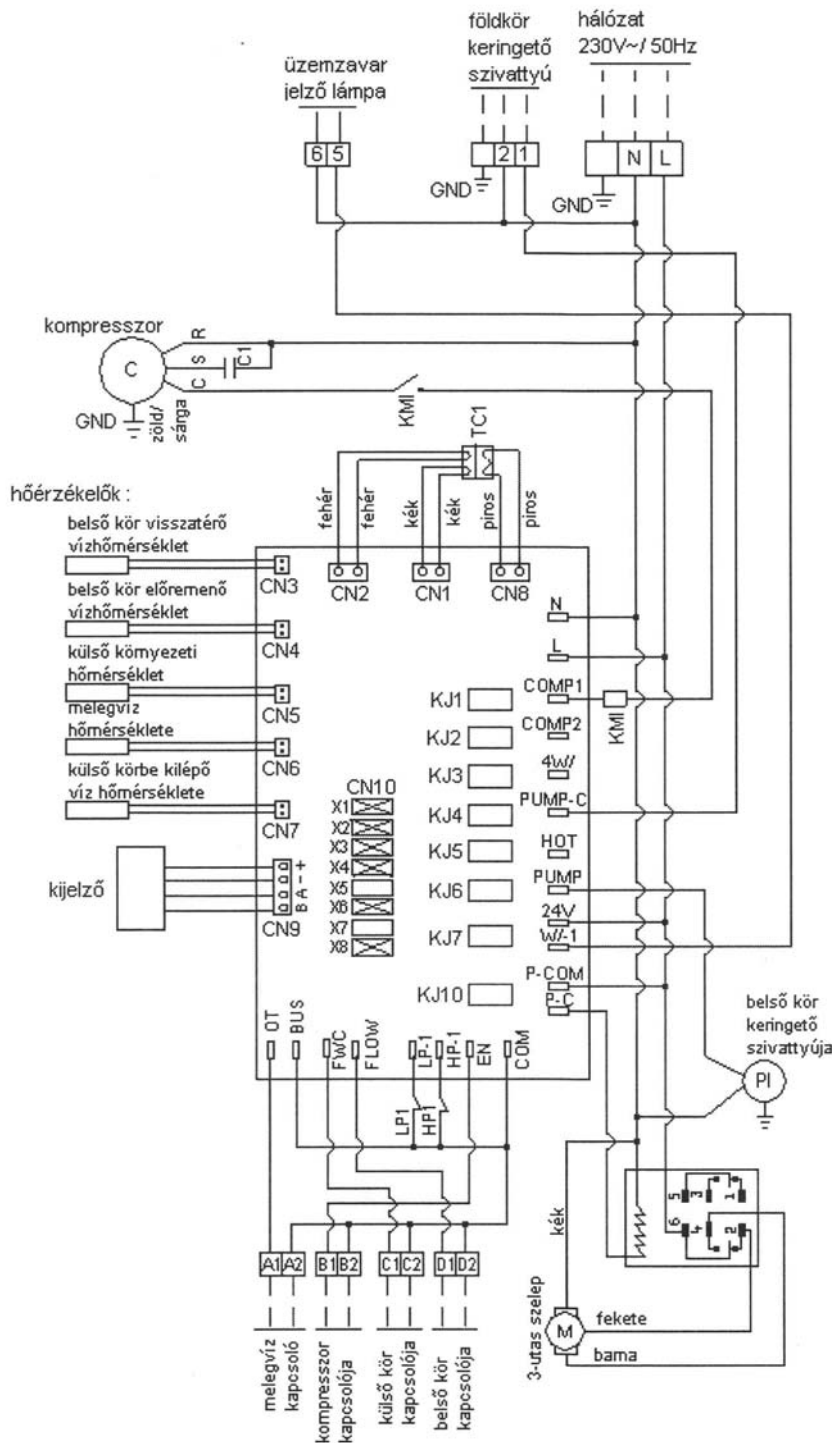 földkör
keringető
szivattyú
hálózat
230V~/ 50Hz
üzemzavar
jelző lámpa
6 5
2 1
N L
GND
GND
kompresszor
R
S
C
C
C1
GND
zöld/
sárga
KMI
TC1
fehér
fehér
kék
kék
piros
piros
hőérzékelők :
belső kör visszatérő
vízhőmérséklet
CN3
belső kör előremenő
vízhőmérséklet
CN4
külső környezeti
hőmérséklet
CN5
melegvíz
hőmérséklete
CN6
külső körbe kilépő
víz hőmérséklete
CN7
kijelző
B A - +
CN9
CN2
CN1
CN8
N
L
COMP1
KMI
COMP2
4W/
PUMP-C
HOT
PUMP
24V
W/-1
P-COM
P-C
KJ1
KJ2
KJ3
KJ4
KJ5
KJ6
KJ7
KJ10
CN10
X1
X2
X3
X4
X5
X6
X7
X8
OT
BUS
FWC
FLOW
LP-1
HP-1
EN
COM
LP1
HP1
belső kör
keringető
szivattyúja
PI
5 3 1
6 4 2
kék
3-utas szelep
M
fekete
barna
A1 A2
B1 B2
C1 C2
D1 D2
melegvíz
kapcsoló
kompresszor
kapcsolója
külső kör
kapcsolója
belső kör
kapcsolója